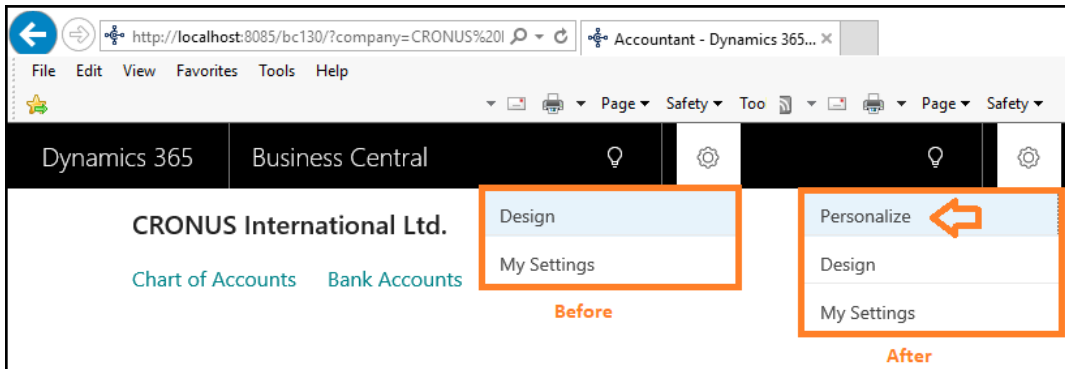 http://localhost:8085/bc130/?company=CRONUS%20I
Accountant - Dynamics 365...
File Edit View Favorites Tools Help
Page Safety Too Page Safety
Dynamics 365 Business Central
CRONUS International Ltd.
Chart of Accounts Bank Accounts
Design
My Settings
Before
Personalize
Design
My Settings
After